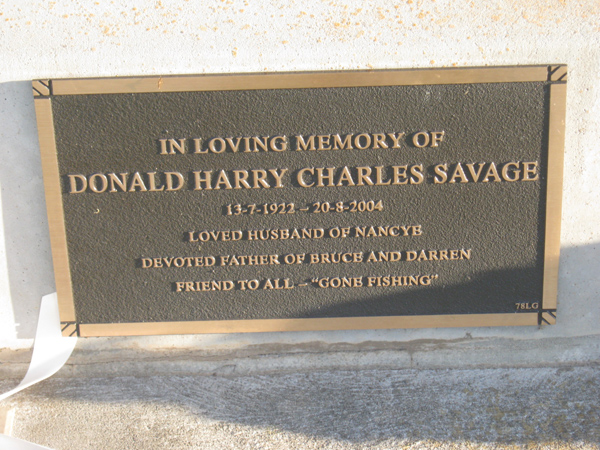 IN LOVING MEMORY OF
DONALD HARRY CHARLES SAVAGE
13-7-1922 – 20-8-2004
LOVED HUSBAND OF NANCYE
DEVOTED FATHER OF BRUCE AND DARREN
FRIEND TO ALL – "GONE FISHING"
78LG